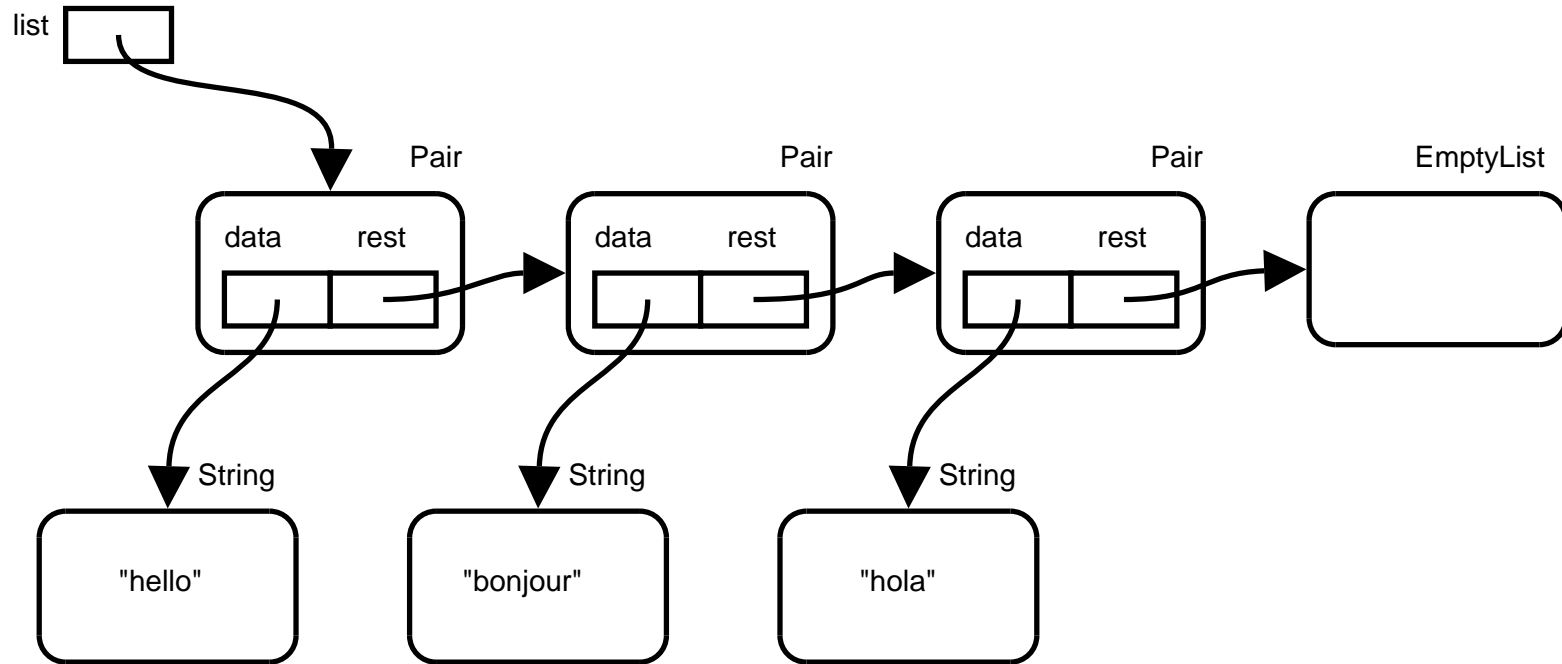 list
Pair Pair Pair EmptyList
data rest data rest data rest
String String String
"hello" "bonjour" "hola"